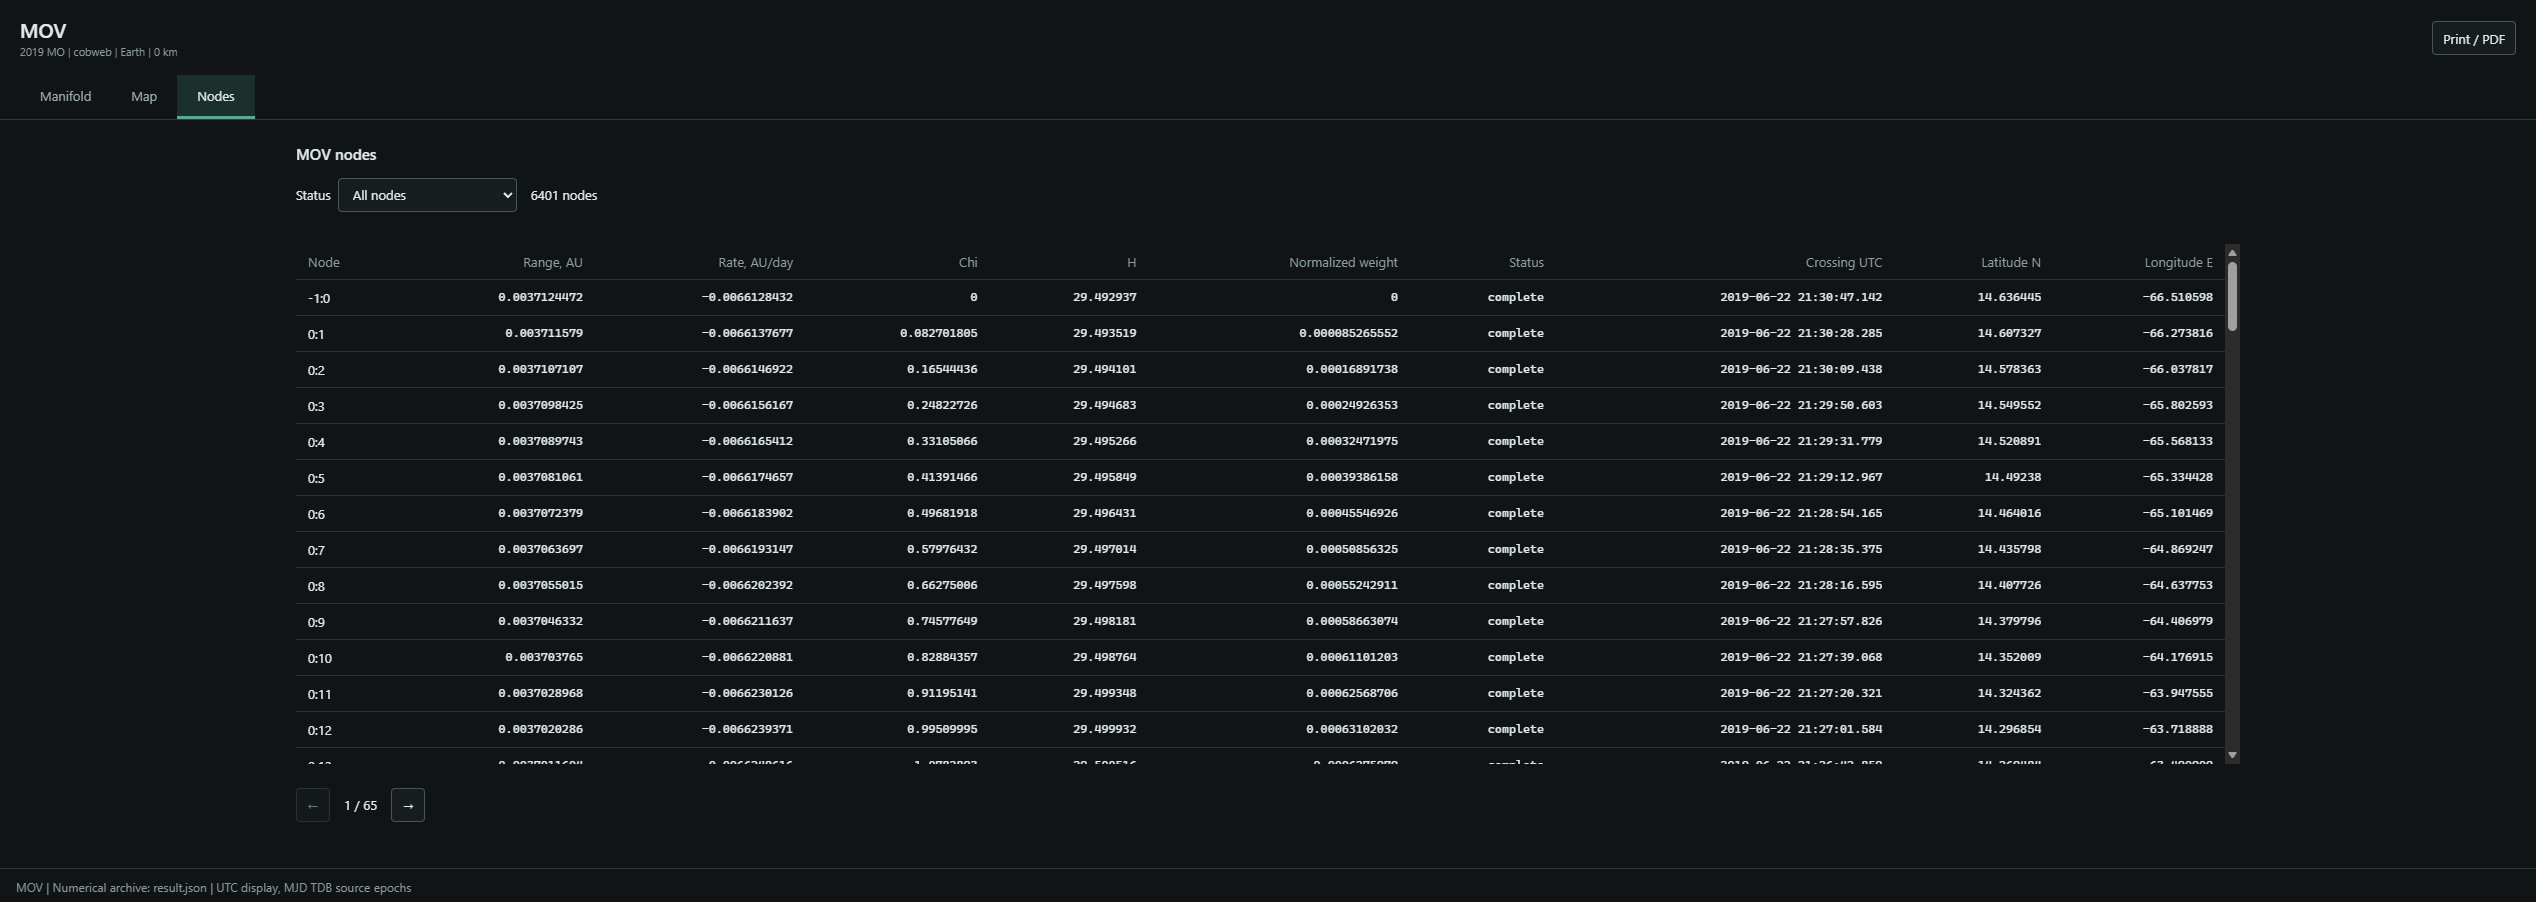 MOV
2019 MO | cobweb | Earth | 0 km
Print / PDF
Manifold Map Nodes
MOV nodes
Status All nodes 6401 nodes
Node Range, AU Rate, AU/day Chi H Normalized weight Status Crossing UTC Latitude N Longitude E
-1:0 0.0037124472 −0.0066128432 0 29.492937 0 complete 2019-06-22 21:30:47.142 14.636445 −66.510598
0:1 0.003711579 −0.0066137677 0.082701805 29.493519 0.000085265552 complete 2019-06-22 21:30:28.285 14.607327 −66.273816
0:2 0.0037107107 −0.0066146922 0.16544436 29.494101 0.00016891738 complete 2019-06-22 21:30:09.438 14.578363 −66.037817
0:3 0.0037098425 −0.0066156167 0.24822726 29.494683 0.00024926353 complete 2019-06-22 21:29:50.603 14.549552 −65.802593
0:4 0.0037089743 −0.0066165412 0.33105066 29.495266 0.00032471975 complete 2019-06-22 21:29:31.779 14.520891 −65.568133
0:5 0.0037081061 −0.0066174657 0.41391466 29.495849 0.00039386158 complete 2019-06-22 21:29:12.967 14.49238 −65.334428
0:6 0.0037072379 −0.0066183902 0.49681918 29.496431 0.00045546926 complete 2019-06-22 21:28:54.165 14.464016 −65.101469
0:7 0.0037063697 −0.0066193147 0.57976432 29.497014 0.00050856325 complete 2019-06-22 21:28:35.375 14.435798 −64.869247
0:8 0.0037055015 −0.0066202392 0.66275006 29.497598 0.00055242911 complete 2019-06-22 21:28:16.595 14.407726 −64.637753
0:9 0.0037046332 −0.0066211637 0.74577649 29.498181 0.00058663074 complete 2019-06-22 21:27:57.826 14.379796 −64.406979
0:10 0.003703765 −0.0066220881 0.82884357 29.498764 0.00061101203 complete 2019-06-22 21:27:39.068 14.352009 −64.176915
0:11 0.0037028968 −0.0066230126 0.91195141 29.499348 0.00062568706 complete 2019-06-22 21:27:20.321 14.324362 −63.947555
0:12 0.0037020286 −0.0066239371 0.99509995 29.499932 0.00063102032 complete 2019-06-22 21:27:01.584 14.296854 −63.718888
← 1 / 65 →
MOV | Numerical archive: result.json | UTC display, MJD TDB source epochs